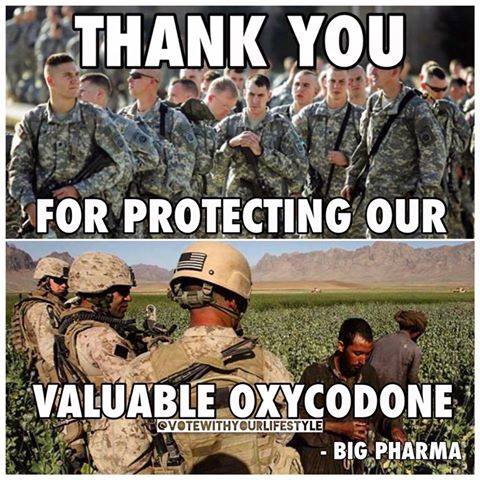 THANK YOU
FOR PROTECTING OUR
VALUABLE OXYCODONE
@VOTEWITHYOURLIFESTYLE
- BIG PHARMA